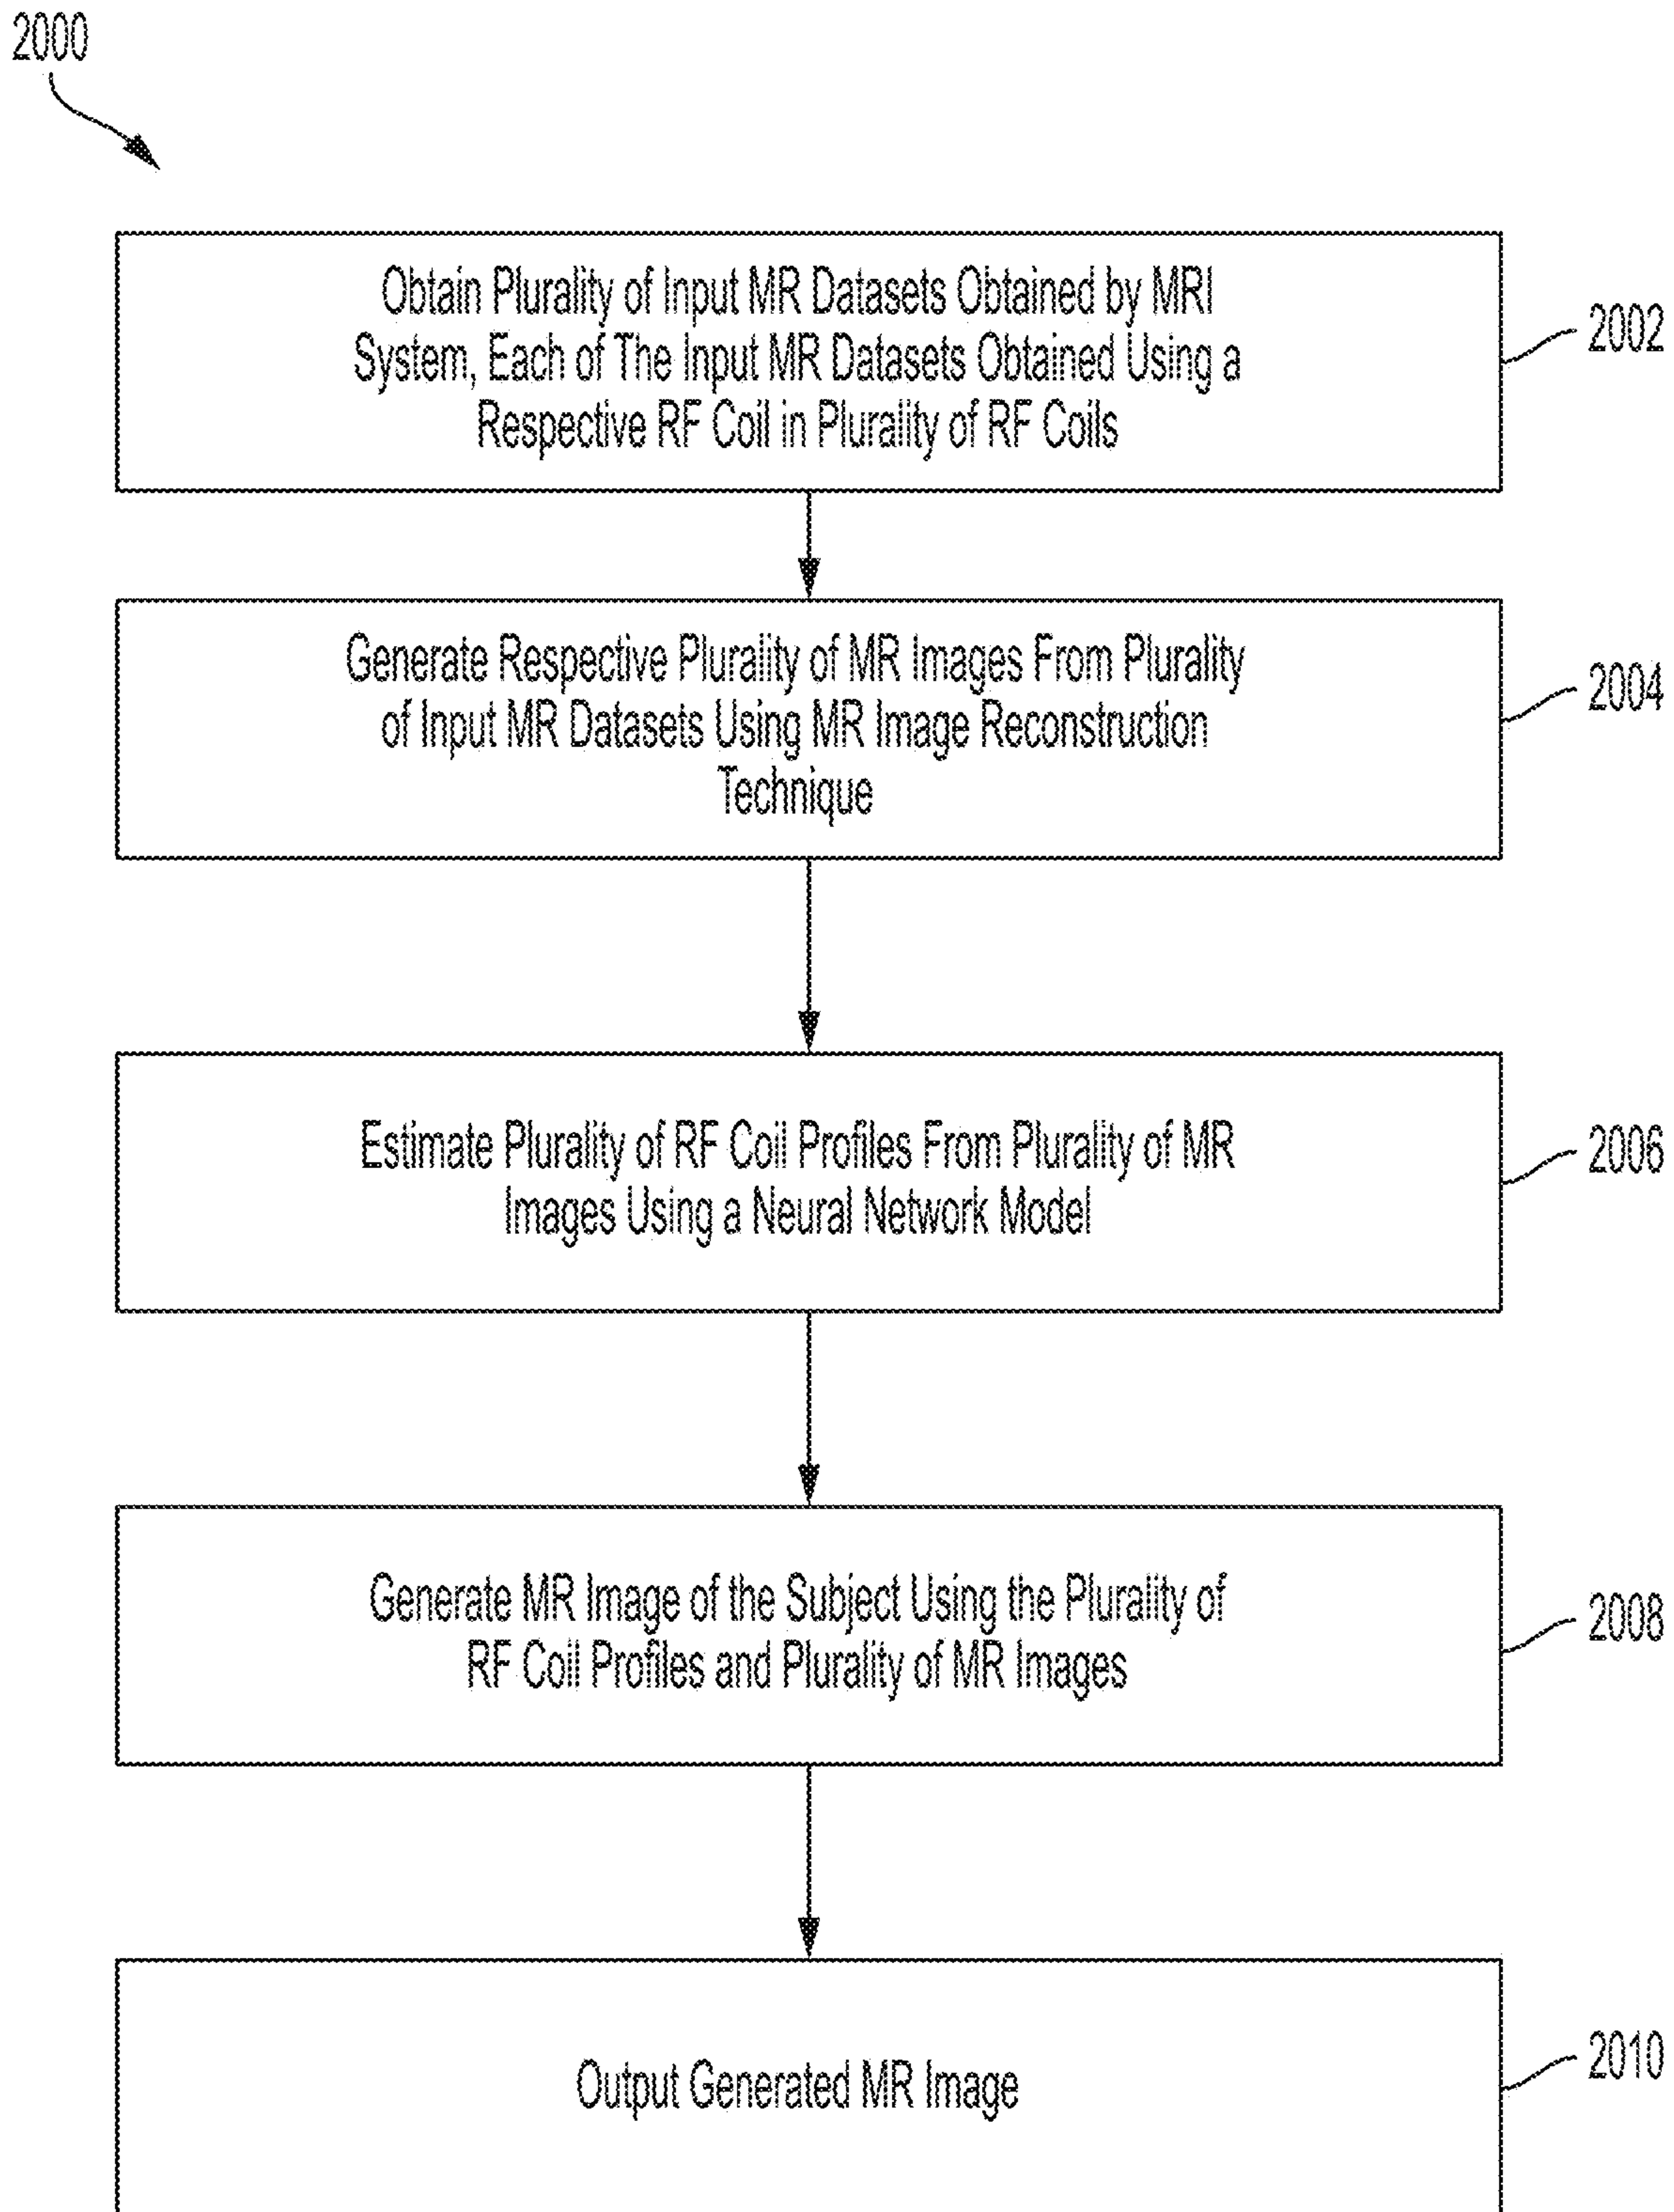 2000
Obtain Plurality of Input MR Datasets Obtained by MRI
System, Each of The Input MR Datasets Obtained Using a
Respective RF Coil in Plurality of RF Coils
2002
Generate Respective Plurality of MR Images From Plurality
of Input MR Datasets Using MR Image Reconstruction
Technique
2004
Estimate Plurality of RF Coil Profiles From Plurality of MR
Images Using a Neural Network Model
2006
Generate MR Image of the Subject Using the Plurality of
RF Coil Profiles and Plurality of MR Images
2008
Output Generated MR Image
2010